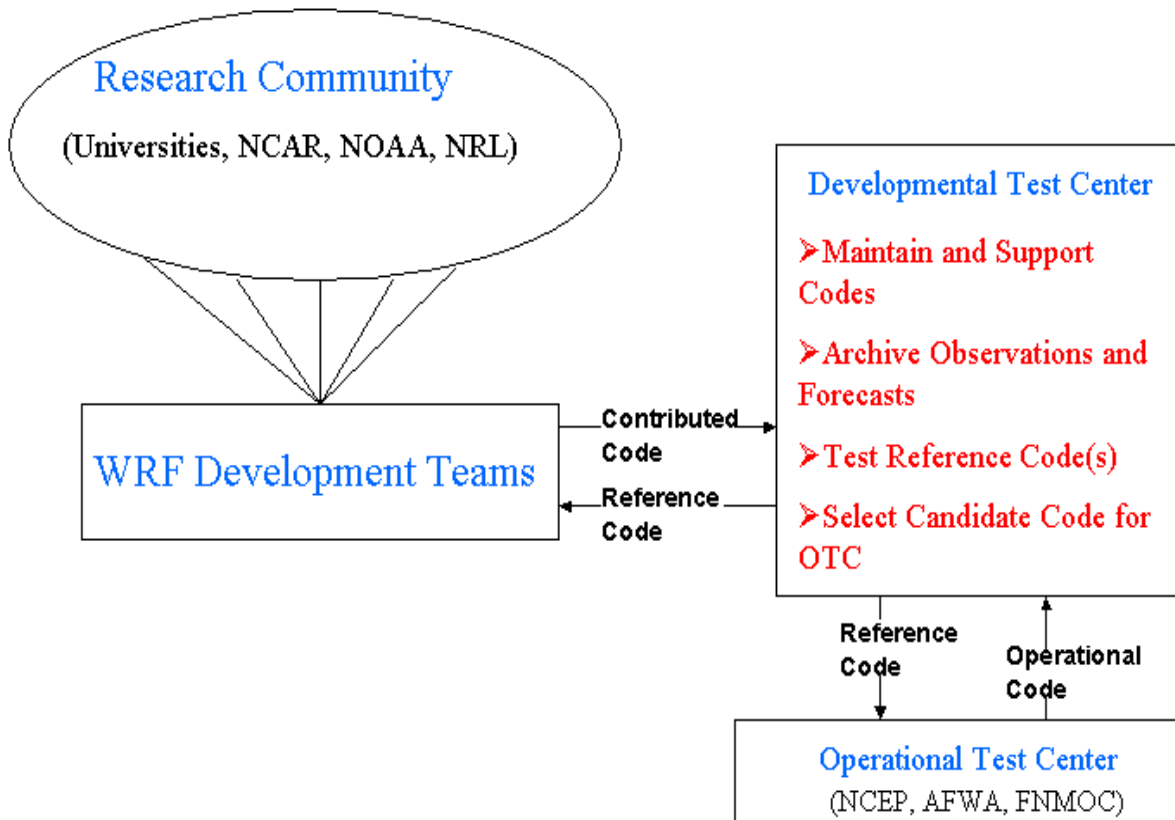 Research Community
(Universities, NCAR, NOAA, NRL)
Developmental Test Center
➢Maintain and Support
Codes
➢Archive Observations and
Forecasts
➢Test Reference Code(s)
➢Select Candidate Code for
OTC
WRF Development Teams
Contributed
Code
Reference
Code
Reference
Code
Operational
Code
Operational Test Center
(NCEP, AFWA, FNMOC)